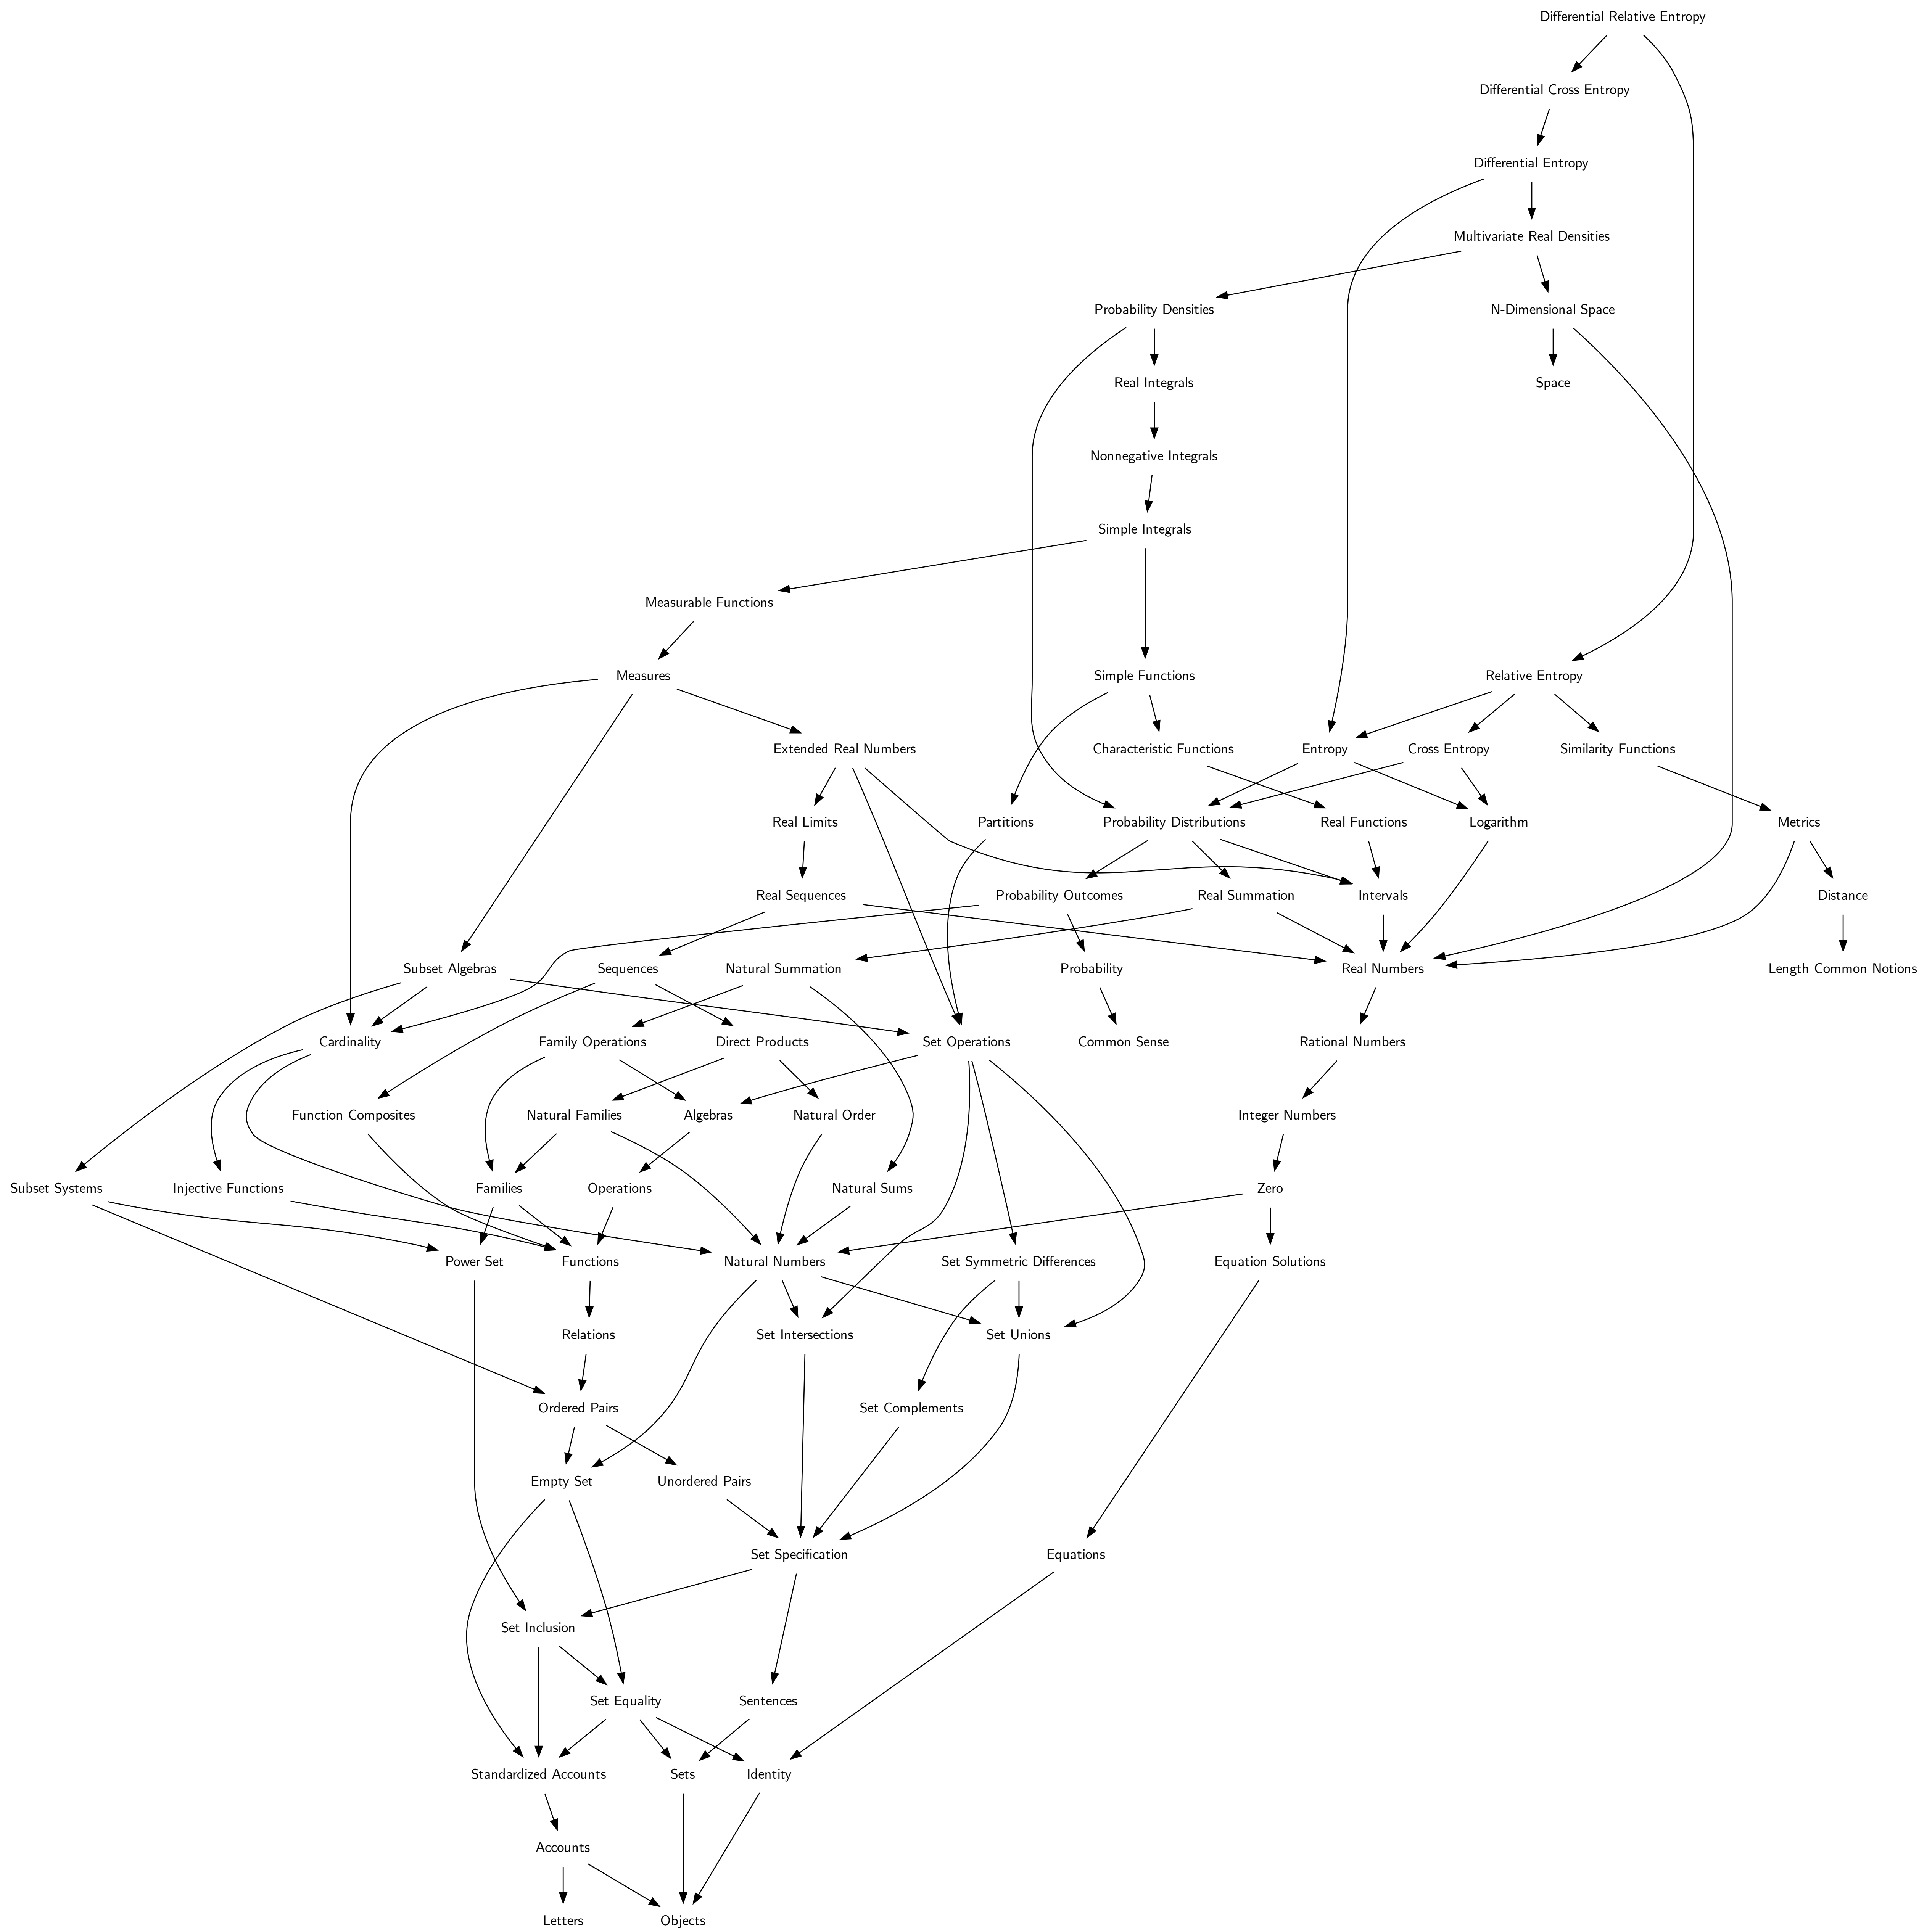 Differential Relative Entropy
Differential Cross Entropy
Differential Entropy
Multivariate Real Densities
Probability Densities
N-Dimensional Space
Real Integrals
Space
Nonnegative Integrals
Simple Integrals
Measurable Functions
Measures
Simple Functions
Relative Entropy
Extended Real Numbers
Characteristic Functions
Entropy
Cross Entropy
Similarity Functions
Real Limits
Partitions
Probability Distributions
Real Functions
Logarithm
Metrics
Real Sequences
Probability Outcomes
Real Summation
Intervals
Distance
Subset Algebras
Sequences
Natural Summation
Probability
Real Numbers
Length Common Notions
Cardinality
Family Operations
Direct Products
Set Operations
Common Sense
Rational Numbers
Function Composites
Natural Families
Algebras
Natural Order
Integer Numbers
Subset Systems
Injective Functions
Families
Operations
Natural Sums
Zero
Power Set
Functions
Natural Numbers
Set Symmetric Differences
Equation Solutions
Relations
Set Intersections
Set Unions
Ordered Pairs
Set Complements
Empty Set
Unordered Pairs
Set Specification
Equations
Set Inclusion
Set Equality
Sentences
Standardized Accounts
Sets
Identity
Accounts
Letters
Objects